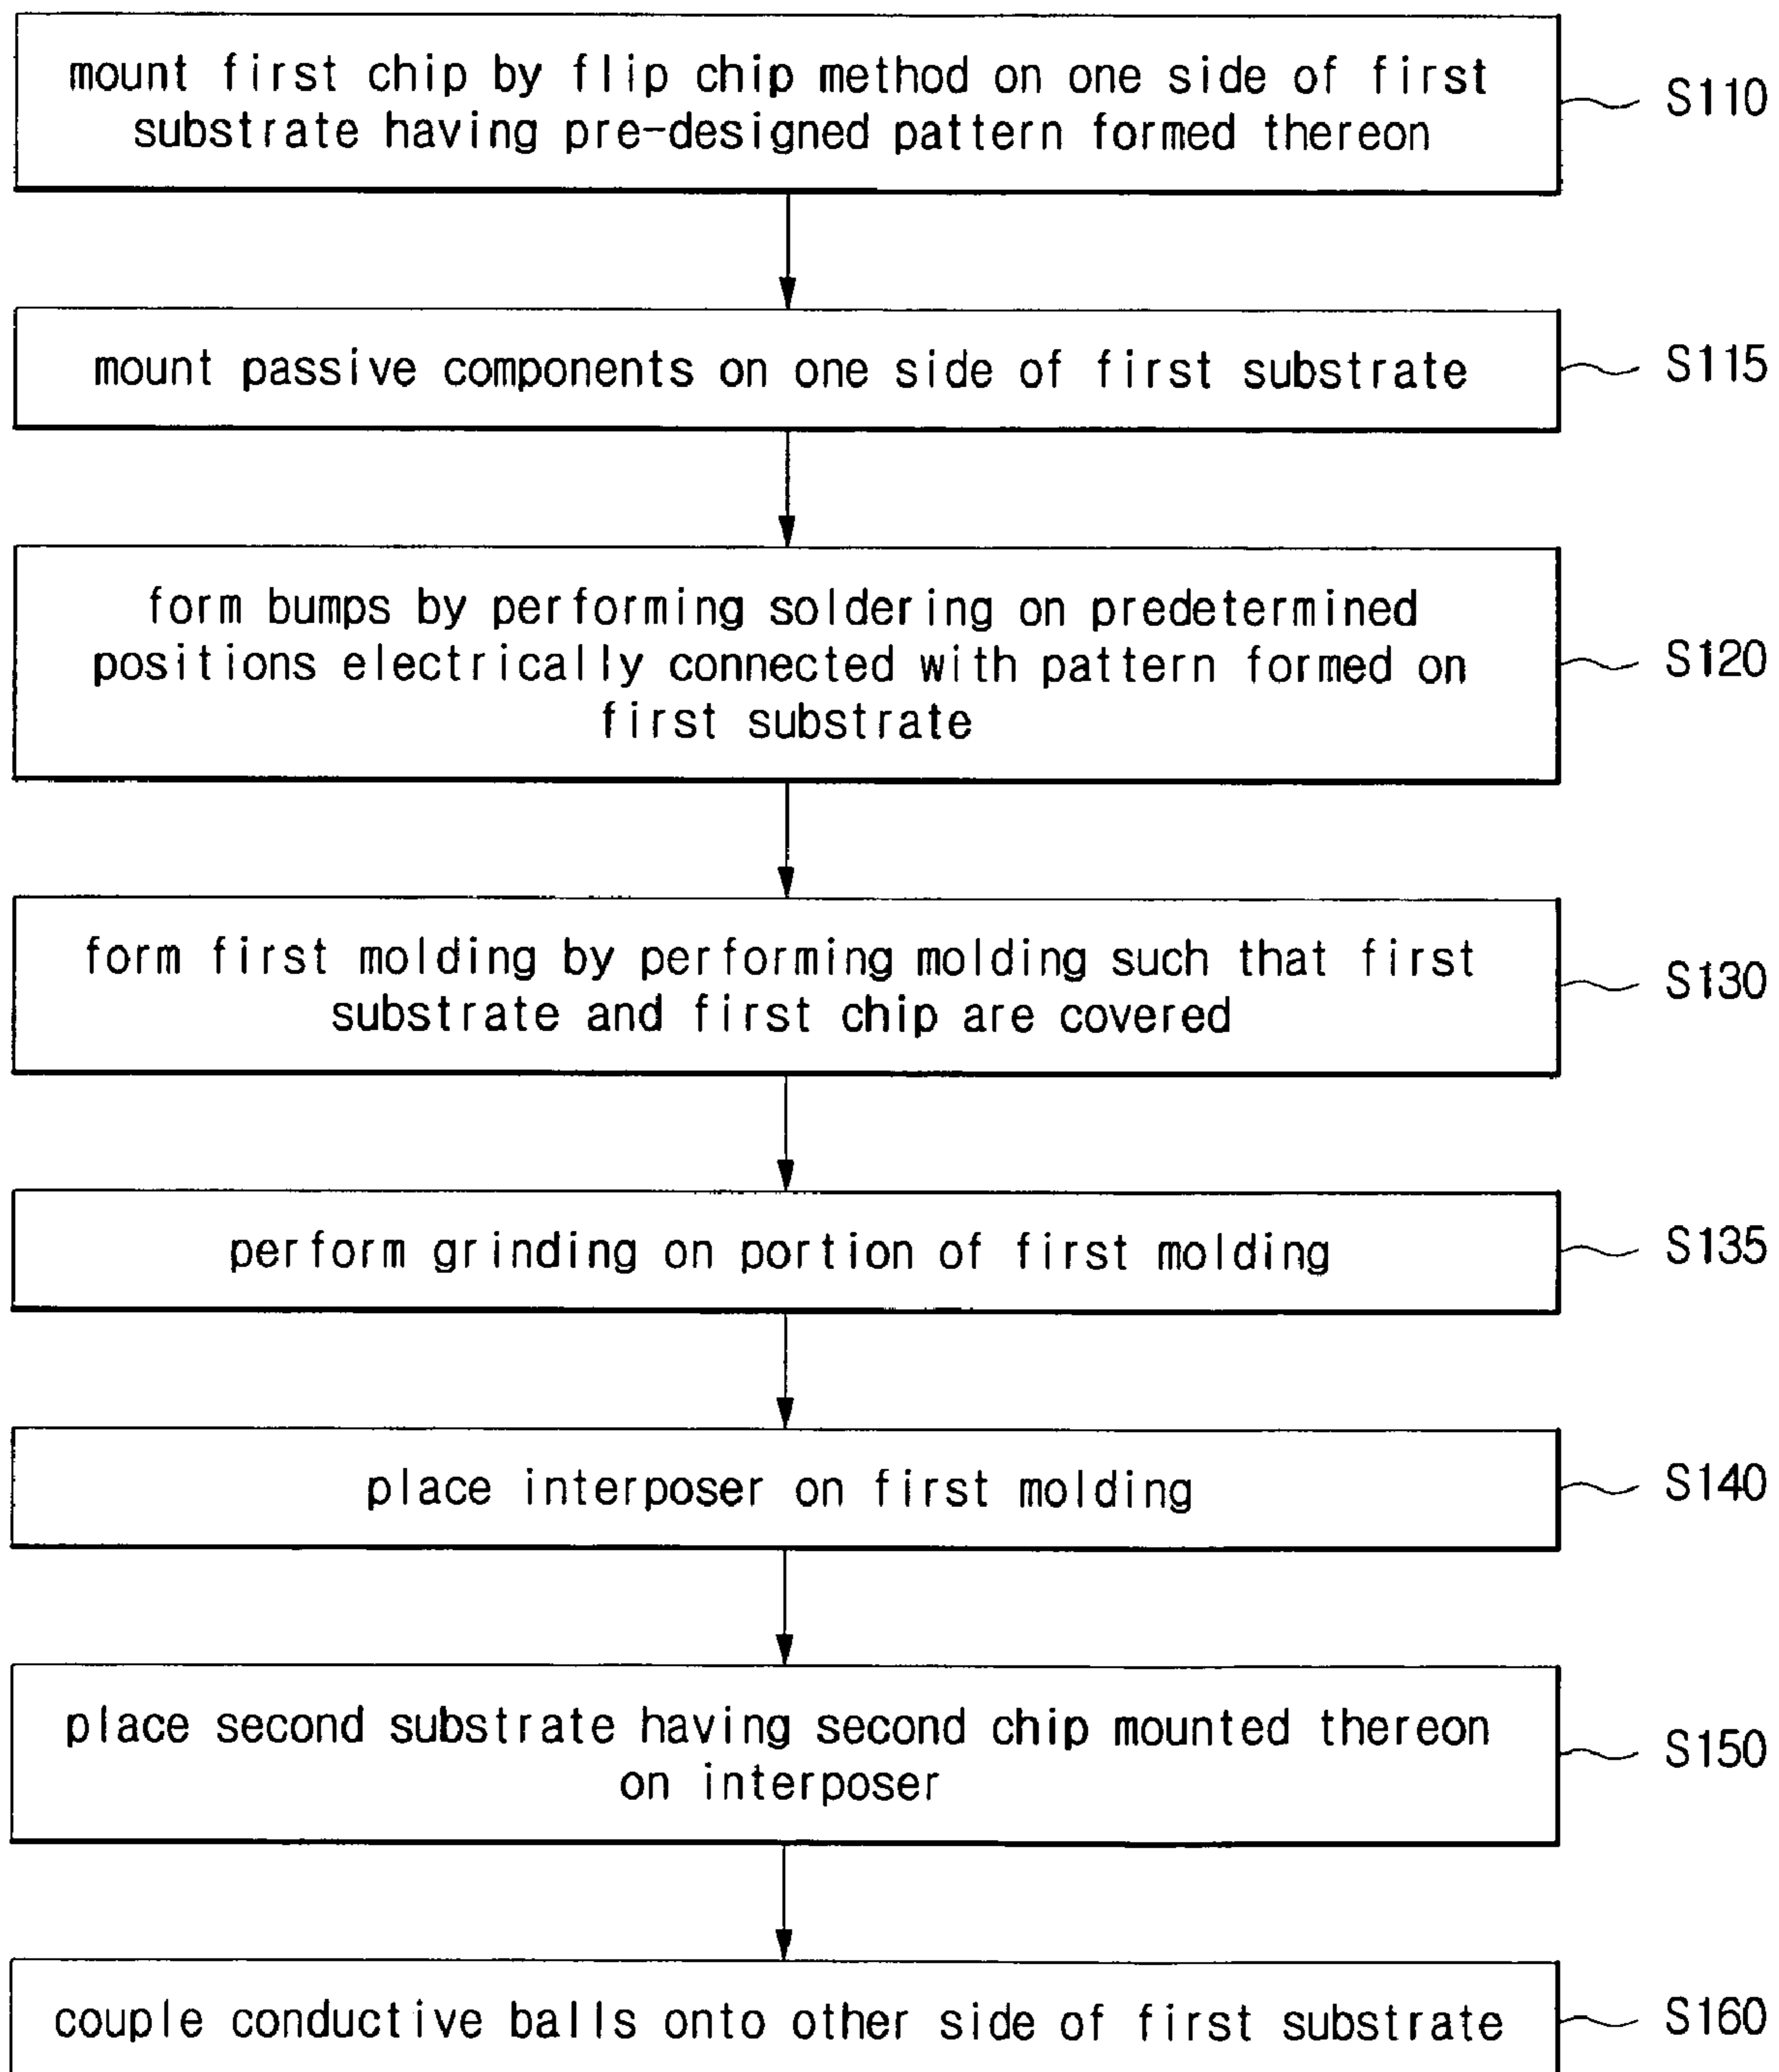 mount first chip by flip chip method on one side of first
substrate having pre-designed pattern formed thereon
S110
mount passive components on one side of first substrate
S115
form bumps by performing soldering on predetermined
positions electrically connected with pattern formed on
first substrate
S120
form first molding by performing molding such that first
substrate and first chip are covered
S130
perform grinding on portion of first molding
S135
place interposer on first molding
S140
place second substrate having second chip mounted thereon
on interposer
S150
couple conductive balls onto other side of first substrate
S160